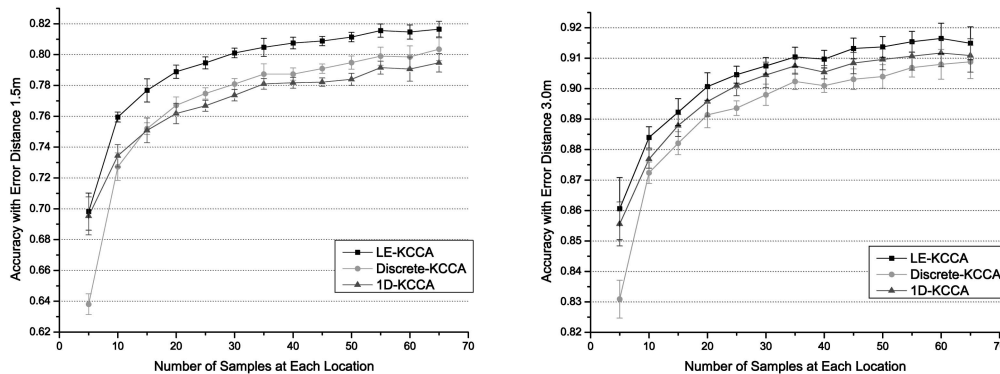 0.82
0.80
0.78
0.76
0.74
0.72
0.70
0.68
0.66
0.64
0.62
Accuracy with Error Distance 1.5m
LE-KCCA
Discrete-KCCA
1D-KCCA
0 10 20 30 40 50 60 70
Number of Samples at Each Location
0.92
0.91
0.90
0.89
0.88
0.87
0.86
0.85
0.84
0.83
0.82
Accuracy with Error Distance 3.0m
LE-KCCA
Discrete-KCCA
1D-KCCA
0 10 20 30 40 50 60 70
Number of Samples at Each Location